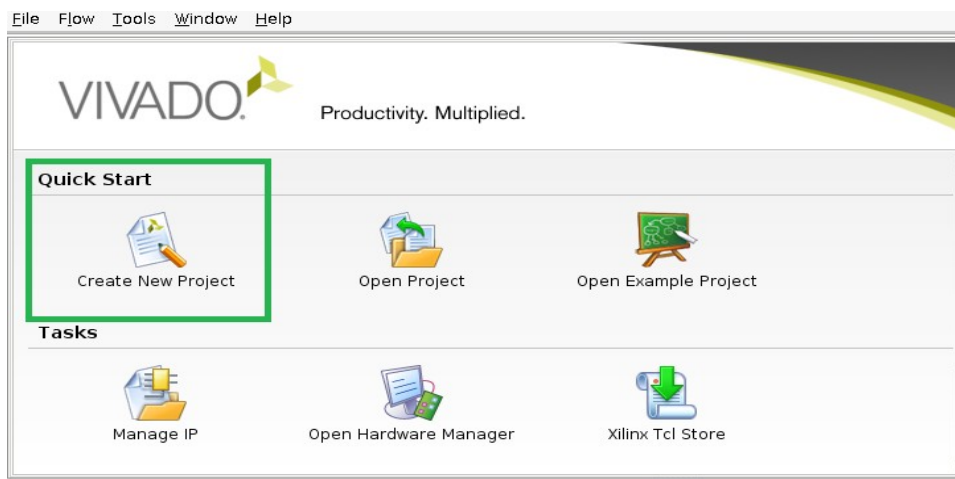 File Flow Tools Window Help
VIVADO. Productivity. Multiplied.
Quick Start
Create New Project Open Project Open Example Project
Tasks
Manage IP Open Hardware Manager Xilinx Tcl Store